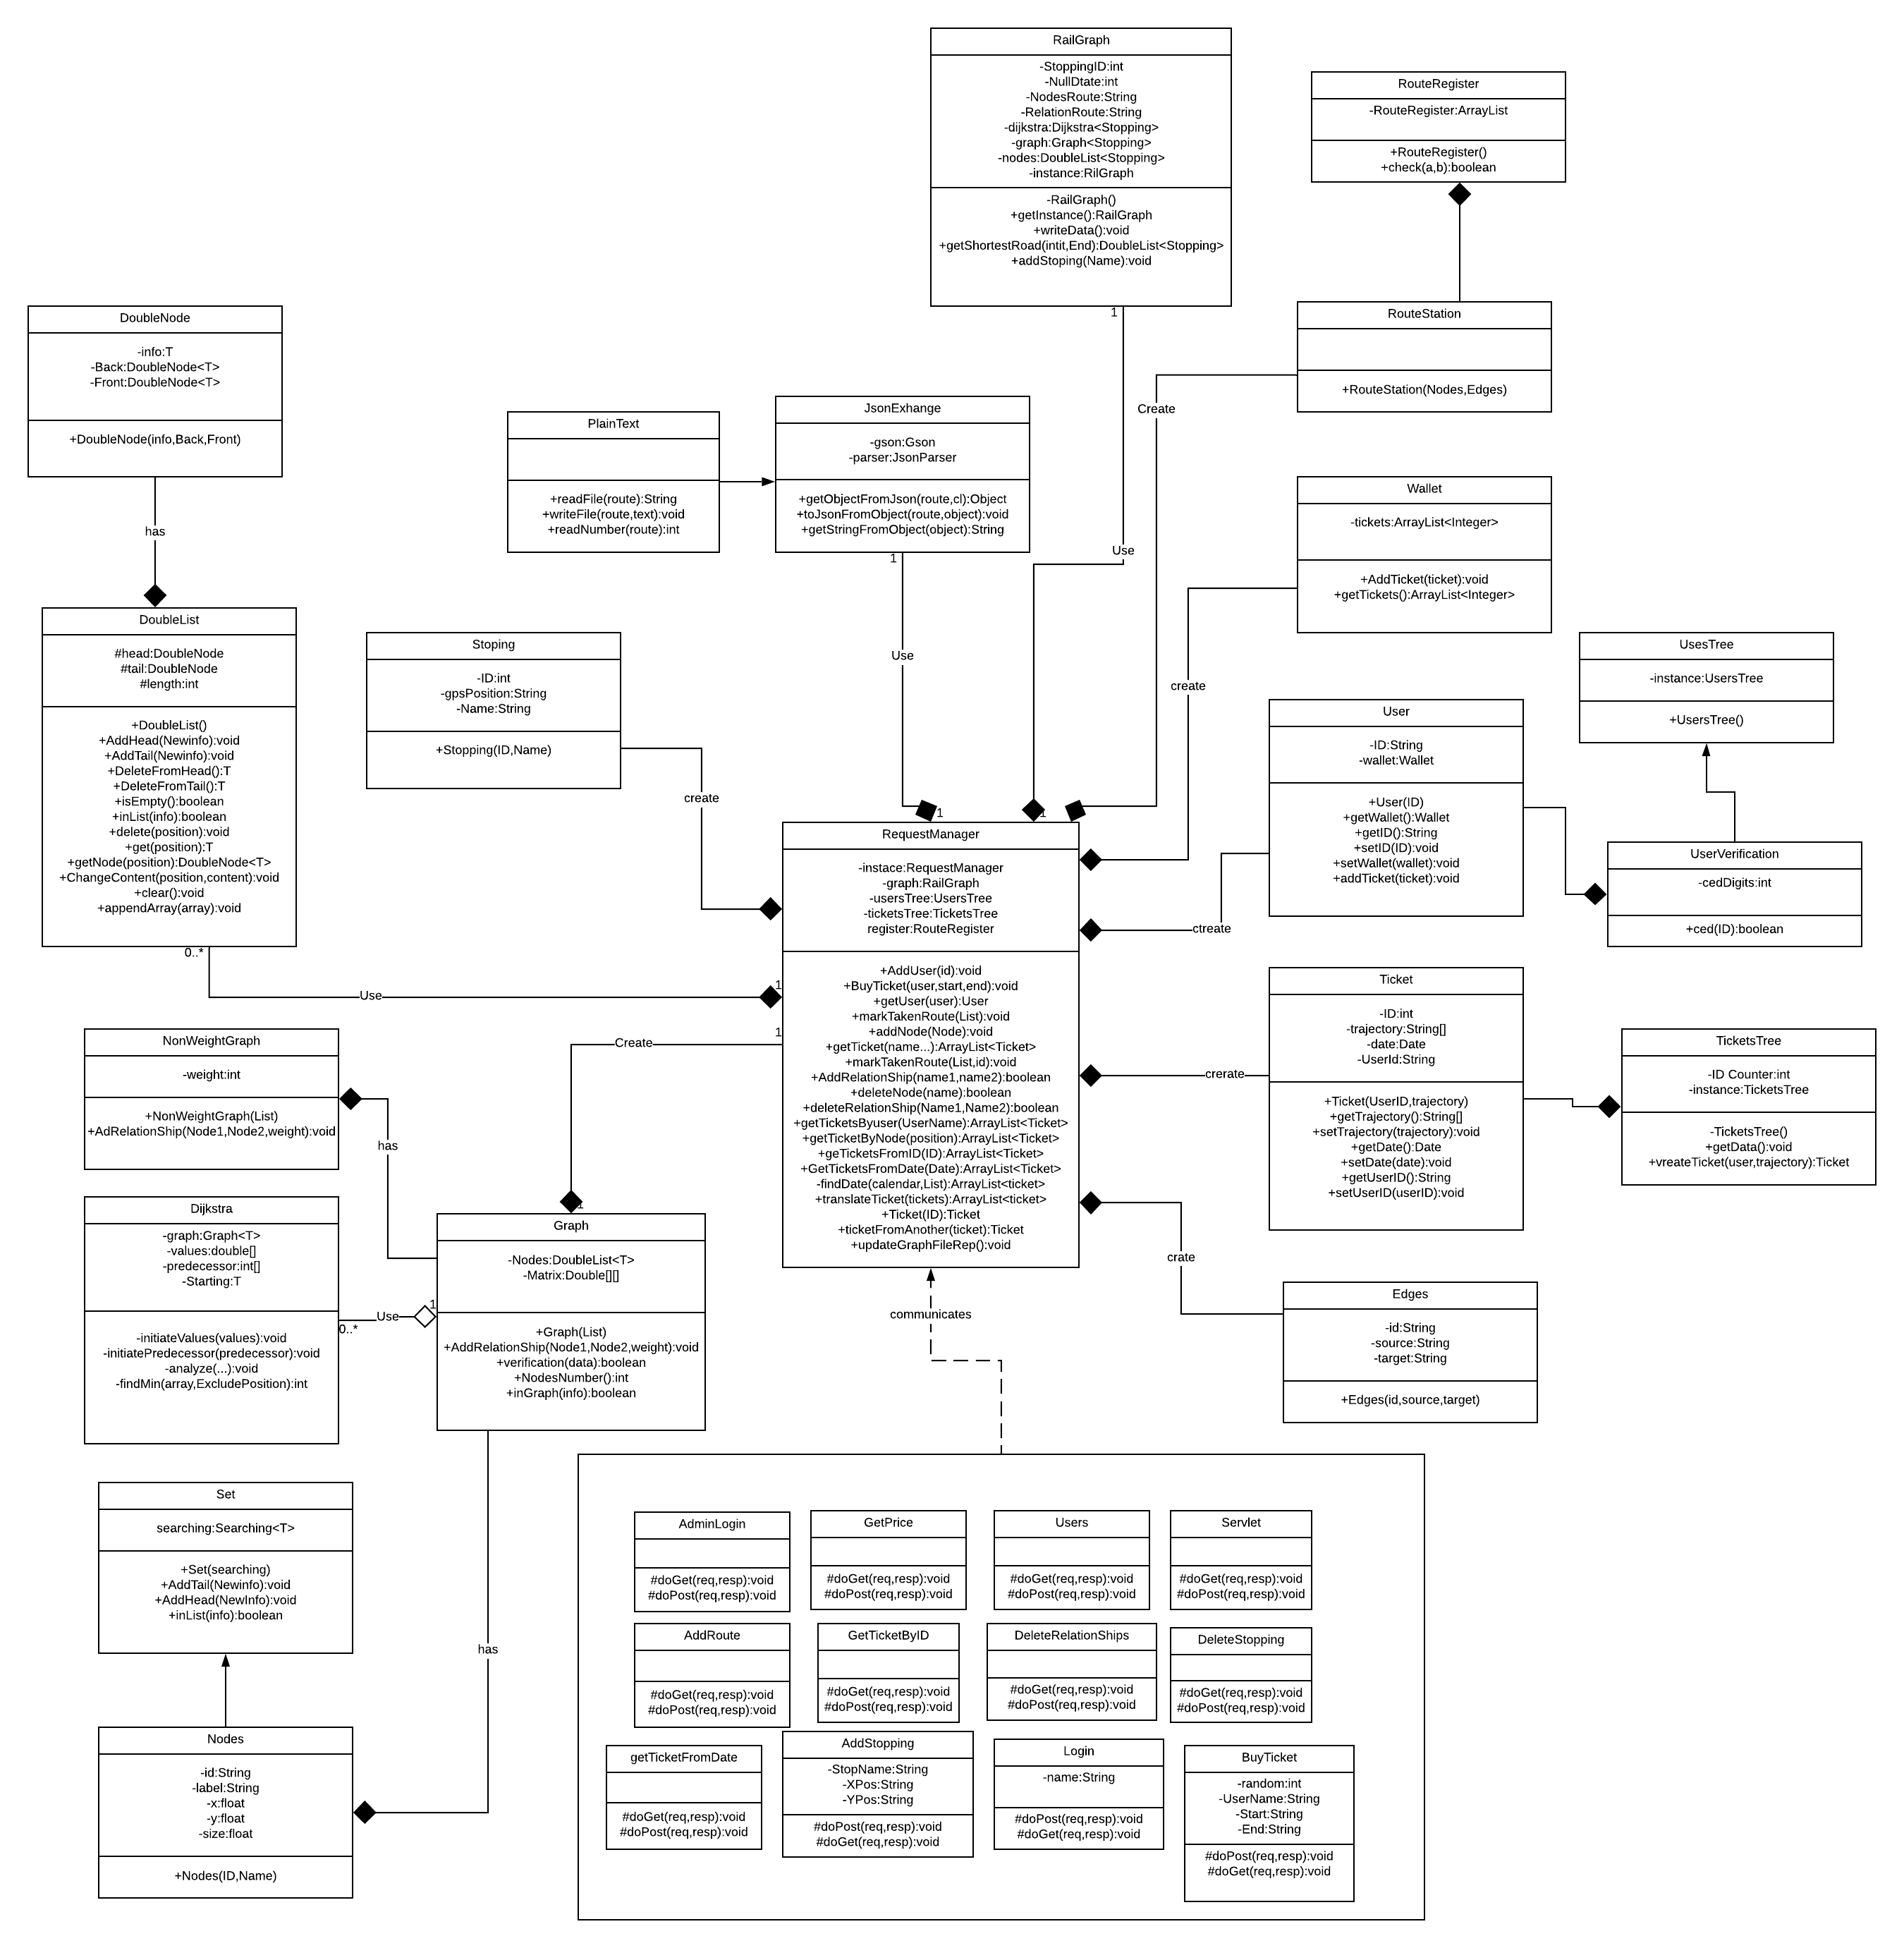 RailGraph
-StoppingID:int
-NullDtate:int
-NodesRoute:String
-RelationRoute:String
-dijkstra:Dijkstra<Stopping>
-graph:Graph<Stopping>
-nodes:DoubleList<Stopping>
-instance:RilGraph
-RailGraph()
+getInstance():RailGraph
+writeData():void
+getShortestRoad(intit,End):DoubleList<Stopping>
+addStoping(Name):void
1
Use
RouteRegister
-RouteRegister:ArrayList
+RouteRegister()
+check(a,b):boolean
RouteStation
+RouteStation(Nodes,Edges)
Create
DoubleNode
-info:T
-Back:DoubleNode<T>
-Front:DoubleNode<T>
+DoubleNode(info,Back,Front)
has
PlainText
+readFile(route):String
+writeFile(route,text):void
+readNumber(route):int
JsonExhange
-gson:Gson
-parser:JsonParser
+getObjectFromJson(route,cl):Object
+toJsonFromObject(route,object):void
+getStringFromObject(object):String
1
Use
Wallet
-tickets:ArrayList<Integer>
+AddTicket(ticket):void
+getTickets():ArrayList<Integer>
create
DoubleList
#head:DoubleNode
#tail:DoubleNode
#length:int
+DoubleList()
+AddHead(Newinfo):void
+AddTail(Newinfo):void
+DeleteFromHead():T
+DeleteFromTail():T
+isEmpty():boolean
+inList(info):boolean
+delete(position):void
+get(position):T
+getNode(position):DoubleNode<T>
+ChangeContent(position,content):void
+clear():void
+appendArray(array):void
0..*
Use
Stoping
-ID:int
-gpsPosition:String
-Name:String
+Stopping(ID,Name)
create
UsesTree
-instance:UsersTree
+UsersTree()
User
-ID:String
-wallet:Wallet
+User(ID)
+getWallet():Wallet
+getID():String
+setID(ID):void
+setWallet(wallet):void
+addTicket(ticket):void
ctreate
UserVerification
-cedDigits:int
+ced(ID):boolean
1
1
RequestManager
-instace:RequestManager
-graph:RailGraph
-usersTree:UsersTree
-ticketsTree:TicketsTree
register:RouteRegister
+AddUser(id):void
+BuyTicket(user,start,end):void
+getUser(user):User
+markTakenRoute(List):void
+addNode(Node):void
+getTicket(name...):ArrayList<Ticket>
+markTakenRoute(List,id):void
+AddRelationShip(name1,name2):boolean
+deleteNode(name):boolean
+deleteRelationShip(Name1,Name2):boolean
+getTicketsByuser(UserName):ArrayList<Ticket>
+getTicketByNode(position):ArrayList<Ticket>
+geTicketsFromID(ID):ArrayList<Ticket>
+GetTicketsFromDate(Date):ArrayList<Ticket>
-findDate(calendar,List):ArrayList<ticket>
+translateTicket(tickets):ArrayList<ticket>
+Ticket(ID):Ticket
+ticketFromAnother(ticket):Ticket
+updateGraphFileRep():void
1
1
Create
1
Ticket
-ID:int
-trajectory:String[]
-date:Date
-UserId:String
+Ticket(UserID,trajectory)
+getTrajectory():String[]
+setTrajectory(trajectory):void
+getDate():Date
+setDate(date):void
+getUserID():String
+setUserID(userID):void
crerate
TicketsTree
-ID Counter:int
-instance:TicketsTree
-TicketsTree()
+getData():void
+vreateTicket(user,trajectory):Ticket
NonWeightGraph
-weight:int
+NonWeightGraph(List)
+AdRelationShip(Node1,Node2,weight):void
has
Dijkstra
-graph:Graph<T>
-values:double[]
-predecessor:int[]
-Starting:T
-initiateValues(values):void
-initiatePredecessor(predecessor):void
-analyze(...):void
-findMin(array,ExcludePosition):int
0..*
Use
1
Graph
-Nodes:DoubleList<T>
-Matrix:Double[][]
+Graph(List)
+AddRelationShip(Node1,Node2,weight):void
+verification(data):boolean
+NodesNumber():int
+inGraph(info):boolean
crate
Edges
-id:String
-source:String
-target:String
+Edges(id,source,target)
communicates
Set
searching:Searching<T>
+Set(searching)
+AddTail(Newinfo):void
+AddHead(NewInfo):void
+inList(info):boolean
has
Nodes
-id:String
-label:String
-x:float
-y:float
-size:float
+Nodes(ID,Name)
AdminLogin
#doGet(req,resp):void
#doPost(req,resp):void
GetPrice
#doGet(req,resp):void
#doPost(req,resp):void
Users
#doGet(req,resp):void
#doPost(req,resp):void
Servlet
#doGet(req,resp):void
#doPost(req,resp):void
AddRoute
#doGet(req,resp):void
#doPost(req,resp):void
GetTicketByID
#doGet(req,resp):void
#doPost(req,resp):void
DeleteRelationShips
#doGet(req,resp):void
#doPost(req,resp):void
DeleteStopping
#doGet(req,resp):void
#doPost(req,resp):void
getTicketFromDate
#doGet(req,resp):void
#doPost(req,resp):void
AddStopping
-StopName:String
-XPos:String
-YPos:String
#doPost(req,resp):void
#doGet(req,resp):void
Login
-name:String
#doPost(req,resp):void
#doGet(req,resp):void
BuyTicket
-random:int
-UserName:String
-Start:String
-End:String
#doPost(req,resp):void
#doGet(req,resp):void